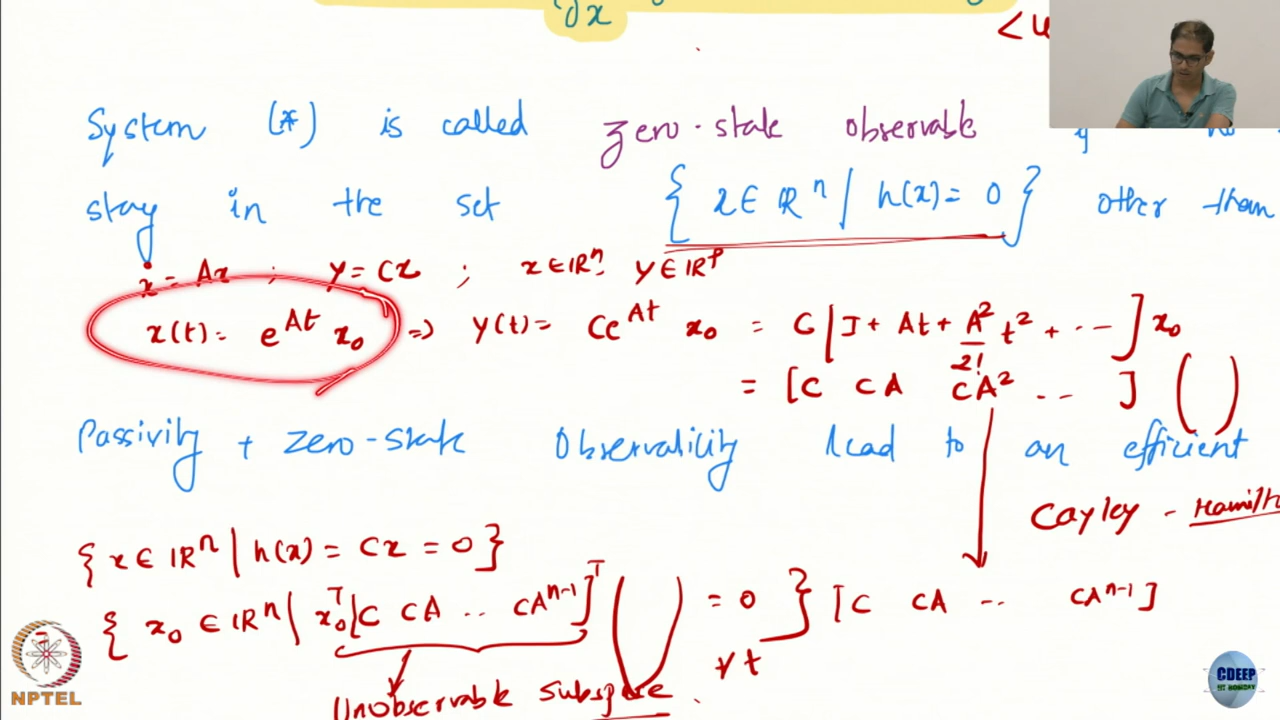 ∂x
System (*) is called zero-state observable
stay in the set { x ∈ ℝⁿ | h(x) = 0 } other than
ẋ = Ax ; y = Cx ; x ∈ ℝⁿ y ∈ ℝᵖ
x(t) = e^{At} x₀ ⇒ y(t) = C e^{At} x₀ = C [ I + At + A²/2! t² + ... ] x₀
= [ C CA CA² .. ] ( )
Passivity + zero-state Observability lead to an efficient
Cayley - Hamilt
{ x ∈ ℝⁿ | h(x) = Cx = 0 }
{ x₀ ∈ ℝⁿ | x₀ᵀ [ C CA .. CAⁿ⁻¹ ]ᵀ ( ) = 0 } [ C CA .. CAⁿ⁻¹ ]
∀ t
Unobservable subspace.
NPTEL
CDEEP
IIT BOMBAY